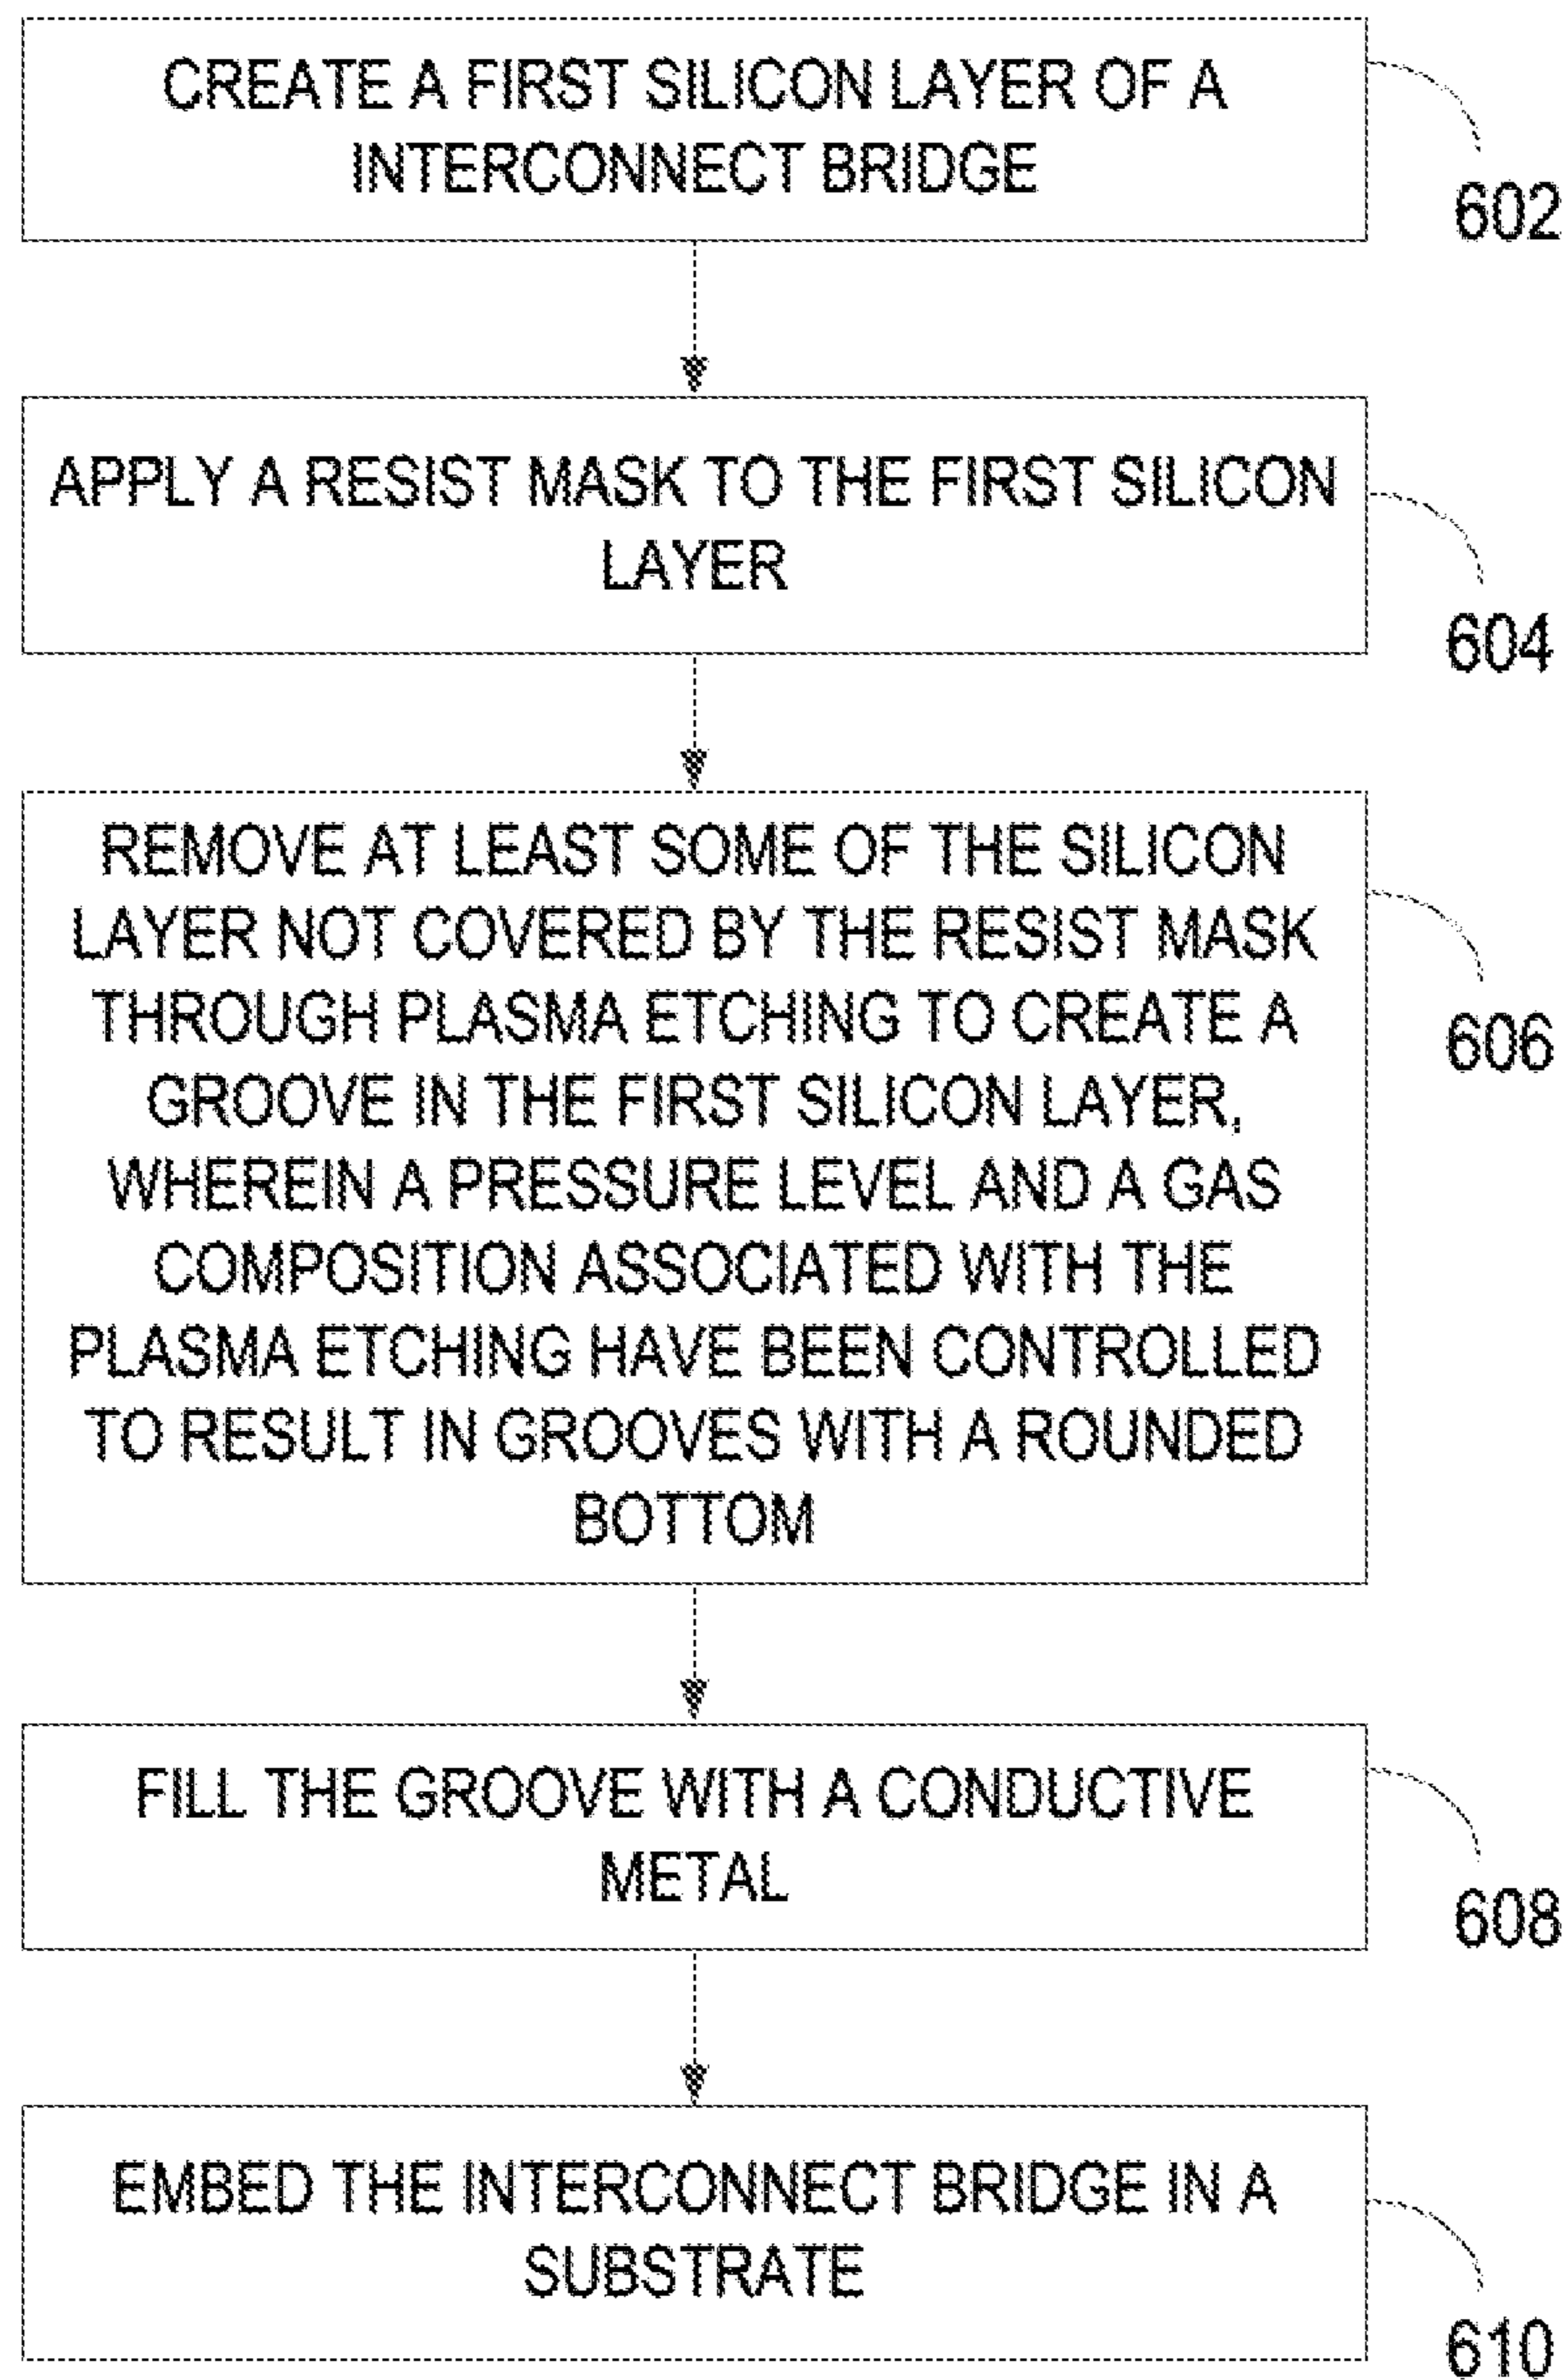 CREATE A FIRST SILICON LAYER OF A
INTERCONNECT BRIDGE
602
APPLY A RESIST MASK TO THE FIRST SILICON
LAYER
604
REMOVE AT LEAST SOME OF THE SILICON
LAYER NOT COVERED BY THE RESIST MASK
THROUGH PLASMA ETCHING TO CREATE A
GROOVE IN THE FIRST SILICON LAYER,
WHEREIN A PRESSURE LEVEL AND A GAS
COMPOSITION ASSOCIATED WITH THE
PLASMA ETCHING HAVE BEEN CONTROLLED
TO RESULT IN GROOVES WITH A ROUNDED
BOTTOM
606
FILL THE GROOVE WITH A CONDUCTIVE
METAL
608
EMBED THE INTERCONNECT BRIDGE IN A
SUBSTRATE
610